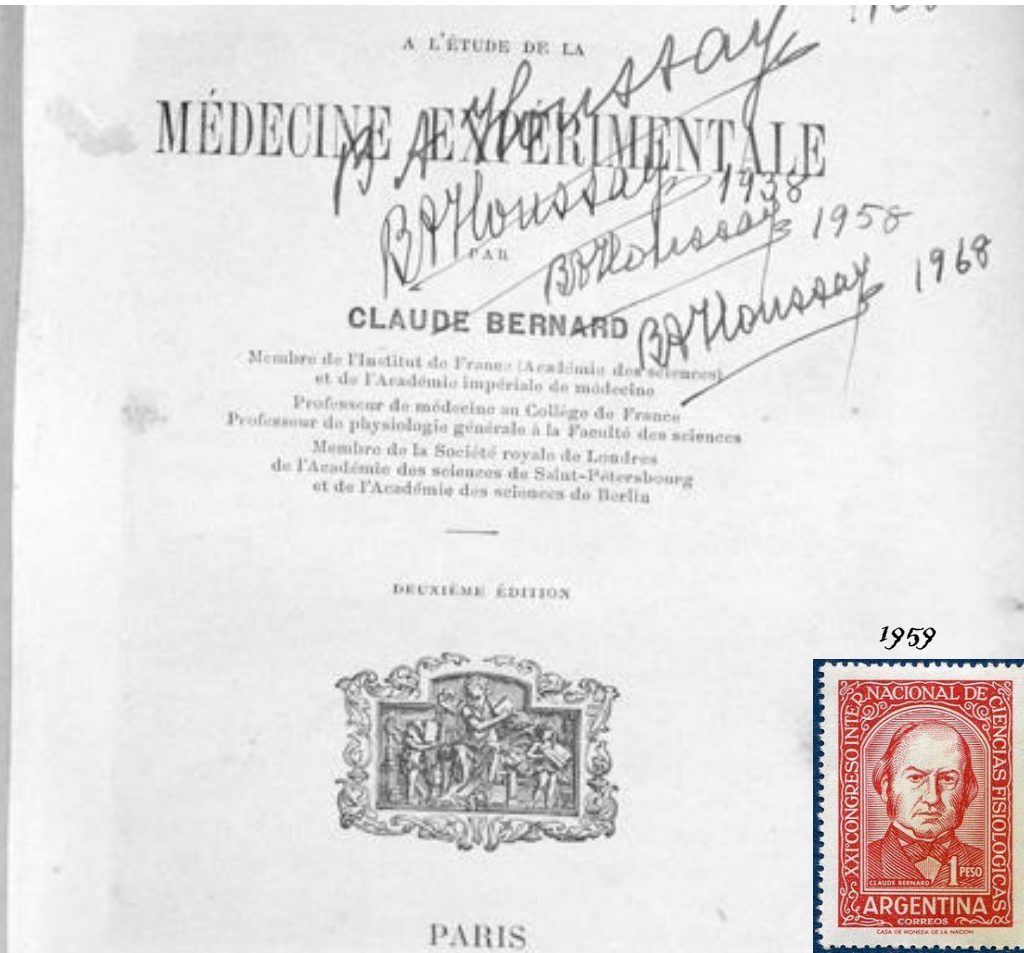 A L'ÉTUDE DE LA
MÉDECINE EXPÉRIMENTALE
B A Houssay
BAHoussay 1938
BAHoussay 1958
BAHoussay 1968
PAR
CLAUDE BERNARD
Membre de l'Institut de France (Académie des sciences)
et de l'Académie impériale de médecine
Professeur de médecine au Collège de France
Professeur de physiologie générale à la Faculté des sciences
Membre de la Société royale de Londres
de l'Académie des sciences de Saint-Pétersbourg
et de l'Académie des sciences de Berlin
DEUXIÈME ÉDITION
PARIS
1959
XXI° CONGRESO INTERNACIONAL DE CIENCIAS FISIOLOGICAS
CLAUDE BERNARD
1 PESO
ARGENTINA
CORREOS
CASA DE MONEDA DE LA NACION